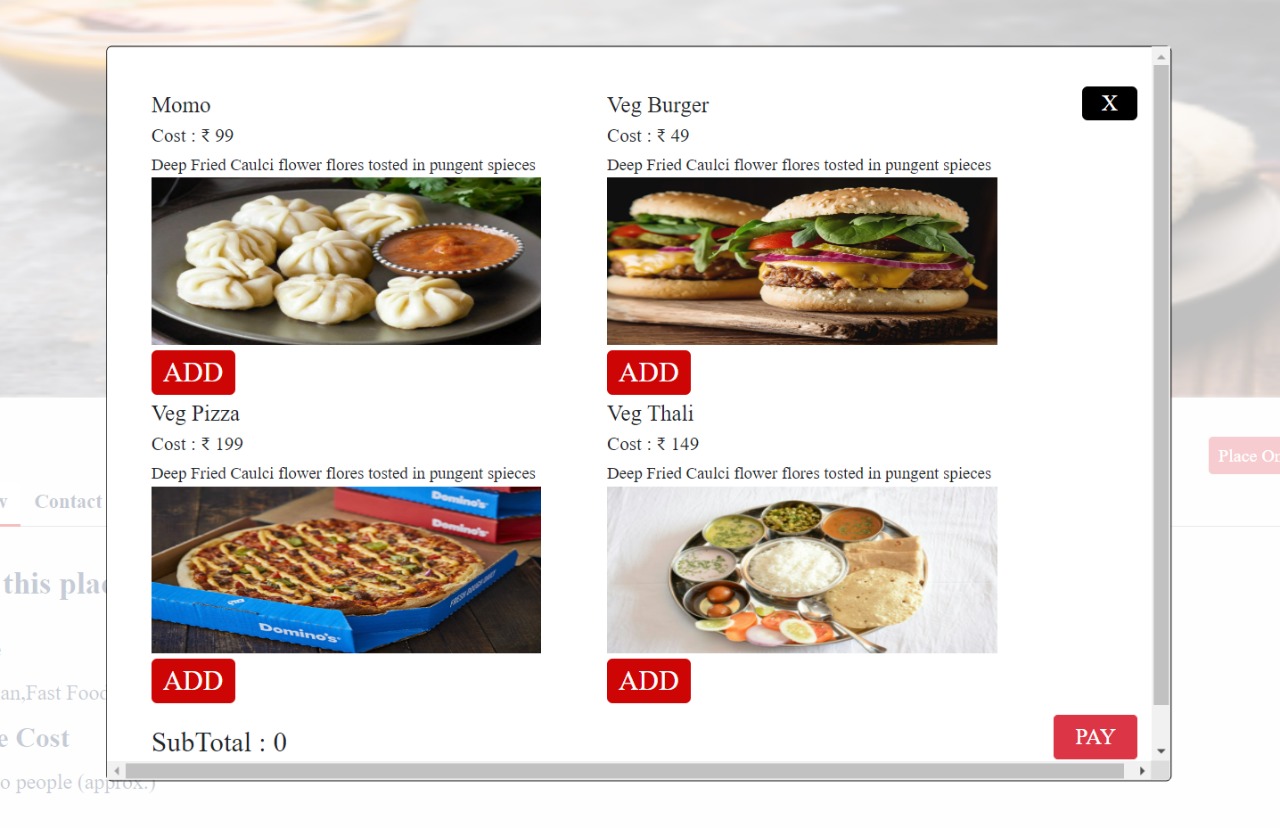 Momo
Cost : ₹ 99
Deep Fried Caulci flower flores tosted in pungent spieces
ADD
Veg Burger
X
Cost : ₹ 49
Deep Fried Caulci flower flores tosted in pungent spieces
ADD
Veg Pizza
Cost : ₹ 199
Deep Fried Caulci flower flores tosted in pungent spieces
Domino's
Domino's
Domino's
FRESH DOUGH DAILY
ADD
Veg Thali
Cost : ₹ 149
Deep Fried Caulci flower flores tosted in pungent spieces
ADD
SubTotal : 0
PAY
Place Or
Contact
this plac
an,Fast Food
e Cost
o people (approx.)